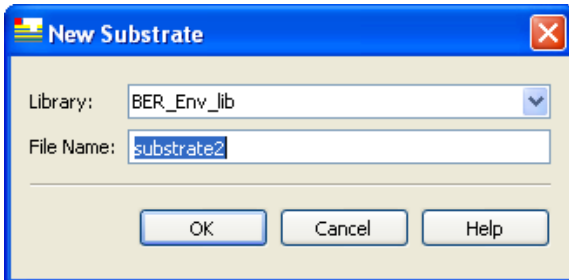 New Substrate
Library: BER_Env_lib
File Name: substrate2
OK Cancel Help